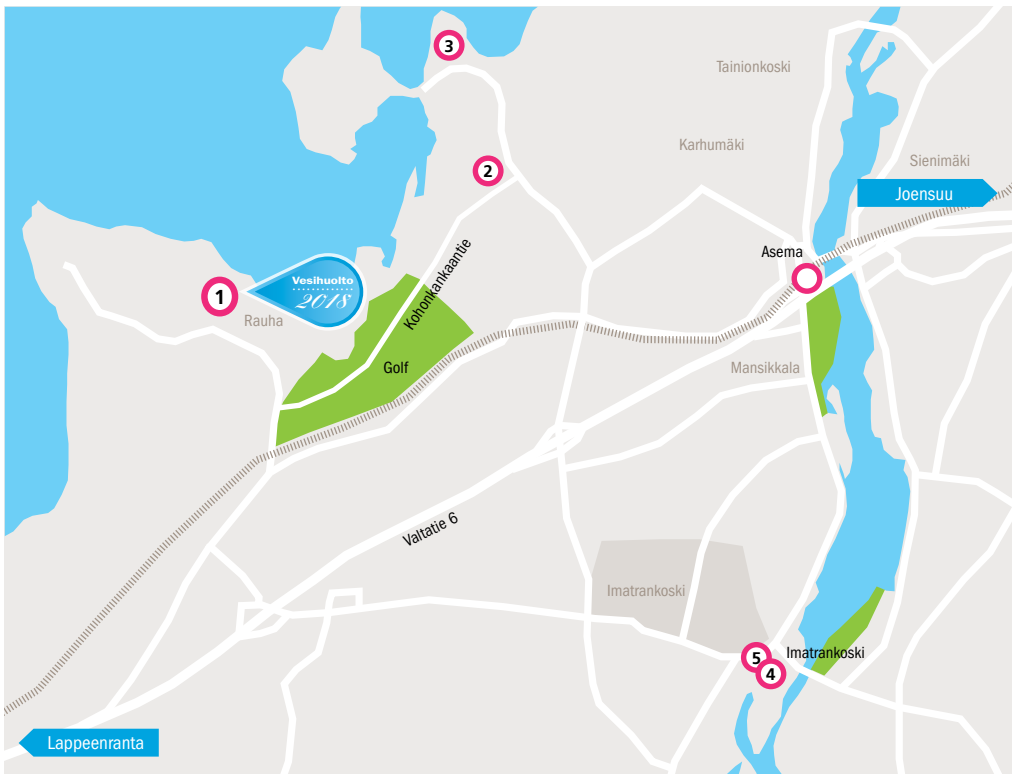 3
Tainionkoski
Karhumäki
Sienimäki
2
Joensuu
Asema
Kohonkankaantie
Vesihuolto
2018
1
Rauha
Golf
Mansikkala
Valtatie 6
Imatrankoski
5
Imatrankoski
4
Lappeenranta